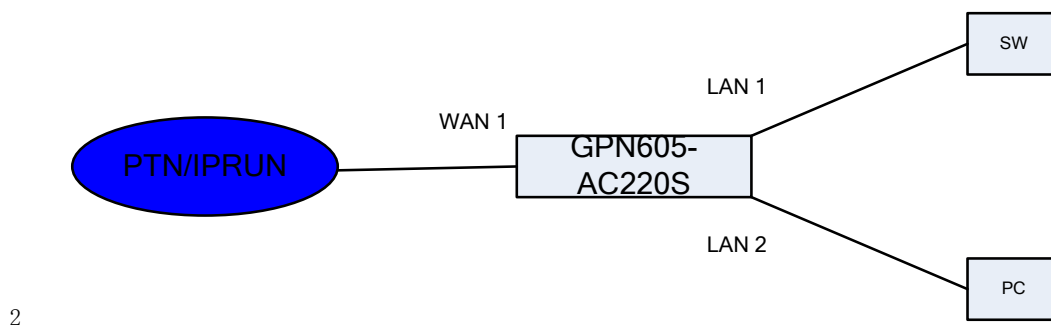 SW
LAN 1
WAN 1
PTN/IPRUN
GPN605-
AC220S
LAN 2
PC
2